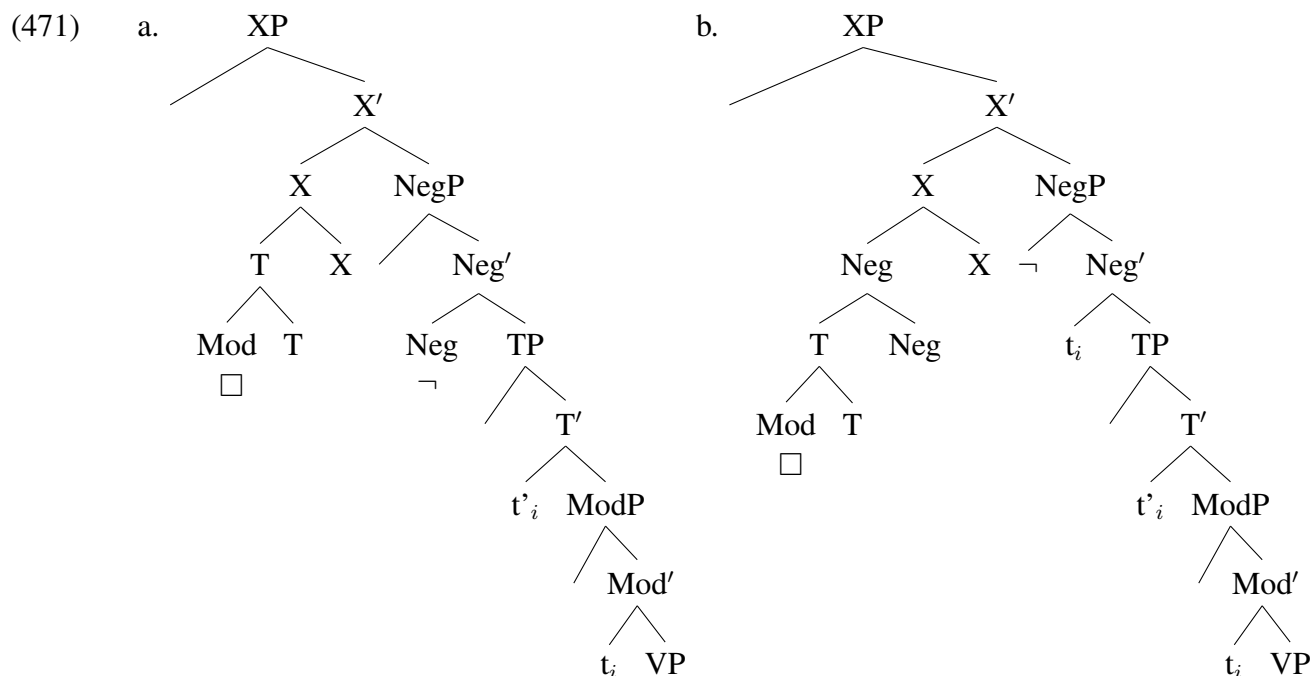 (471) a. XP b. XP
X′ X′
X NegP X NegP
T X Neg′ Neg X ¬ Neg′
Mod T Neg TP T Neg t_i TP
□ ¬
T′ Mod T T′
□
t’_i ModP t’_i ModP
Mod′ Mod′
t_i VP t_i VP